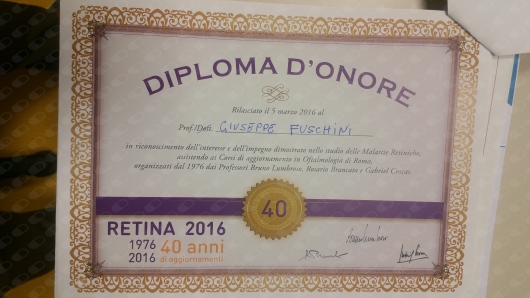 DIPLOMA D'ONORE
Rilasciato il 5 marzo 2016 al
Prof./Dott. GIUSEPPE FUSCHINI
in riconoscimento dell'interesse e dell'impegno dimostrato nello studio delle Malattie Retiniche,
assistendo ai Corsi di aggiornamento in Oftalmologia di Roma,
organizzati dal 1976 dai Professori Bruno Lumbroso, Rosario Brancato e Gabriel Coscas
40
RETINA 2016
1976 40 anni
2016 di aggiornamenti